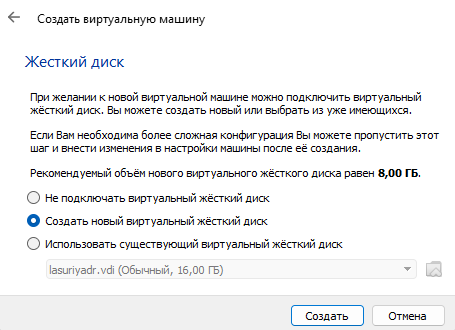 Создать виртуальную машину
Жесткий диск
При желании к новой виртуальной машине можно подключить виртуальный
жёсткий диск. Вы можете создать новый или выбрать из уже имеющихся.
Если Вам необходима более сложная конфигурация Вы можете пропустить этот
шаг и внести изменения в настройки машины после её создания.
Рекомендуемый объём нового виртуального жёсткого диска равен 8,00 ГБ.
Не подключать виртуальный жёсткий диск
Создать новый виртуальный жёсткий диск
Использовать существующий виртуальный жёсткий диск
lasuriyadr.vdi (Обычный, 16,00 ГБ)
Создать
Отмена